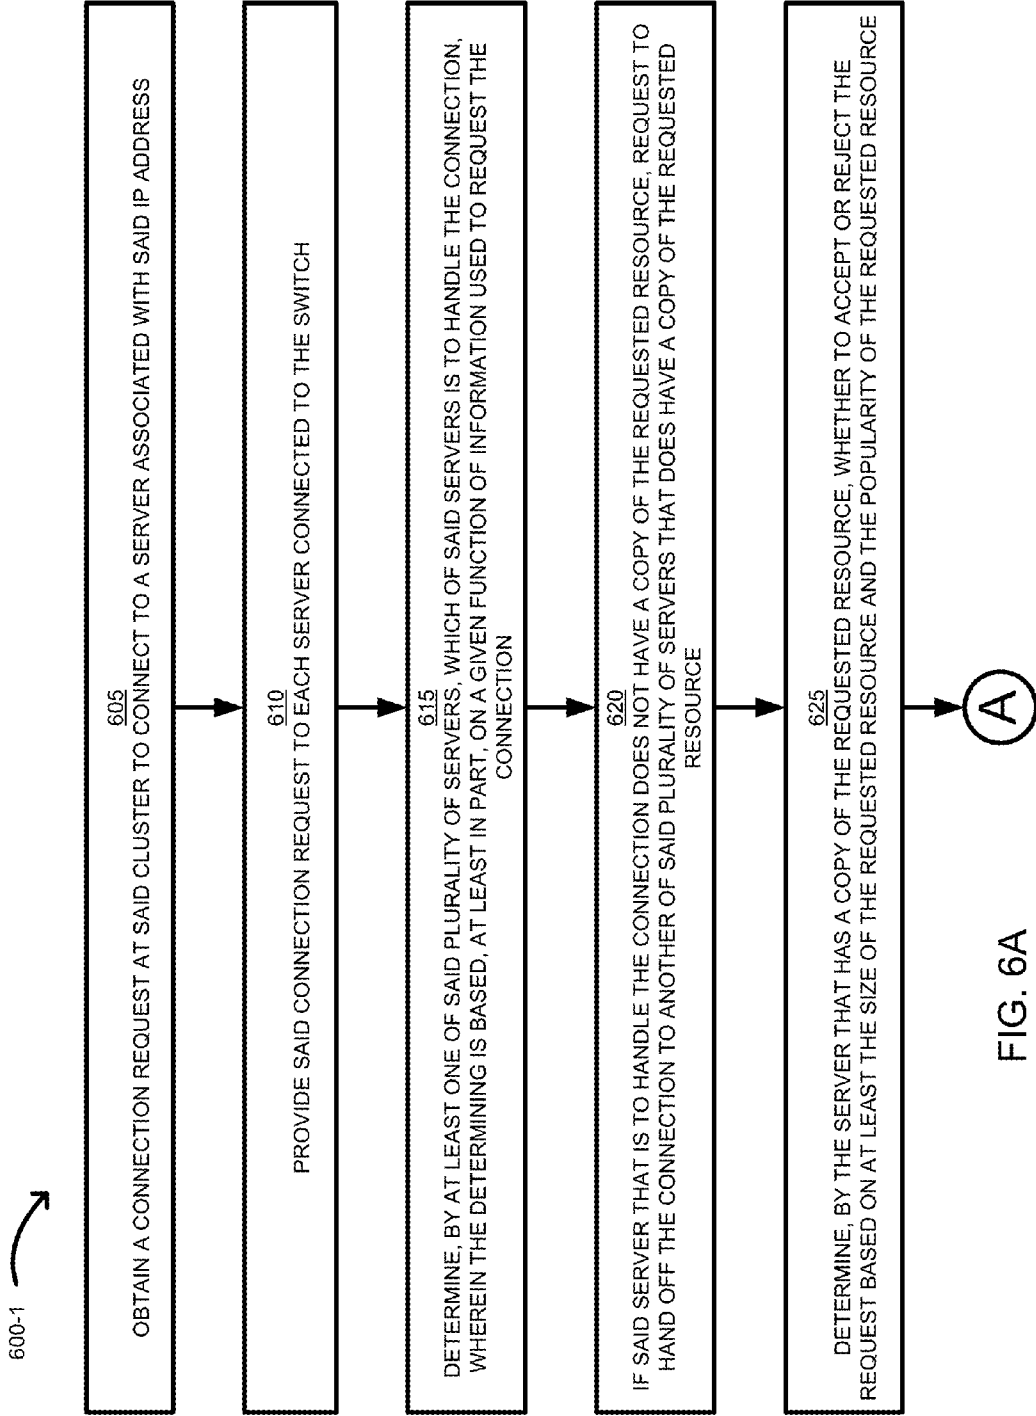 600-1
605
OBTAIN A CONNECTION REQUEST AT SAID CLUSTER TO CONNECT TO A SERVER ASSOCIATED WITH SAID IP ADDRESS
610
PROVIDE SAID CONNECTION REQUEST TO EACH SERVER CONNECTED TO THE SWITCH
615
DETERMINE, BY AT LEAST ONE OF SAID PLURALITY OF SERVERS, WHICH OF SAID SERVERS IS TO HANDLE THE CONNECTION,
WHEREIN THE DETERMINING IS BASED, AT LEAST IN PART, ON A GIVEN FUNCTION OF INFORMATION USED TO REQUEST THE
CONNECTION
620
IF SAID SERVER THAT IS TO HANDLE THE CONNECTION DOES NOT HAVE A COPY OF THE REQUESTED RESOURCE, REQUEST TO
HAND OFF THE CONNECTION TO ANOTHER OF SAID PLURALITY OF SERVERS THAT DOES HAVE A COPY OF THE REQUESTED
RESOURCE
625
DETERMINE, BY THE SERVER THAT HAS A COPY OF THE REQUESTED RESOURCE, WHETHER TO ACCEPT OR REJECT THE
REQUEST BASED ON AT LEAST THE SIZE OF THE REQUESTED RESOURCE AND THE POPULARITY OF THE REQUESTED RESOURCE
A
FIG. 6A